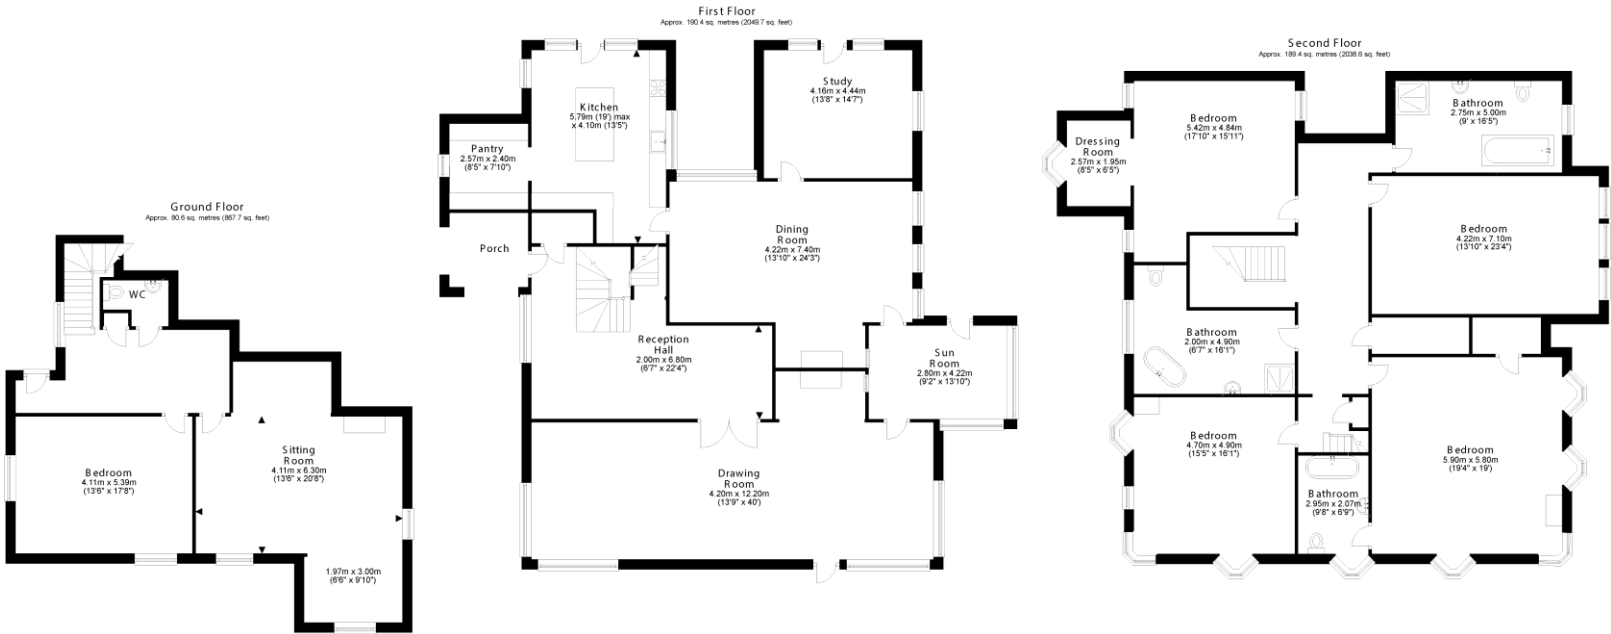 Ground Floor
Approx. 80.6 sq. metres (867.7 sq. feet)
WC
Bedroom
4.11m x 5.39m
(13'6" x 17'8")
Sitting
Room
4.11m x 6.30m
(13'6" x 20'8")
1.97m x 3.00m
(6'6" x 9'10")
First Floor
Approx. 190.4 sq. metres (2049.7 sq. feet)
Kitchen
5.79m (19') max
x 4.10m (13'5")
Pantry
2.57m x 2.40m
(8'5" x 7'10")
Porch
Study
4.16m x 4.44m
(13'8" x 14'7")
Dining
Room
4.22m x 7.40m
(13'10" x 24'3")
Reception
Hall
2.00m x 6.80m
(6'7" x 22'4")
Sun
Room
2.80m x 4.22m
(9'2" x 13'10")
Drawing
Room
4.20m x 12.20m
(13'9" x 40')
Second Floor
Approx. 189.4 sq. metres (2038.6 sq. feet)
Bedroom
5.42m x 4.84m
(17'10" x 15'11")
Dressing
Room
2.57m x 1.95m
(8'5" x 6'5")
Bathroom
2.75m x 5.00m
(9' x 16'5")
Bedroom
4.22m x 7.10m
(13'10" x 23'4")
Bathroom
2.00m x 4.90m
(6'7" x 16'1")
Bedroom
4.70m x 4.90m
(15'5" x 16'1")
Bathroom
2.95m x 2.07m
(9'8" x 6'9")
Bedroom
5.90m x 5.80m
(19'4" x 19')